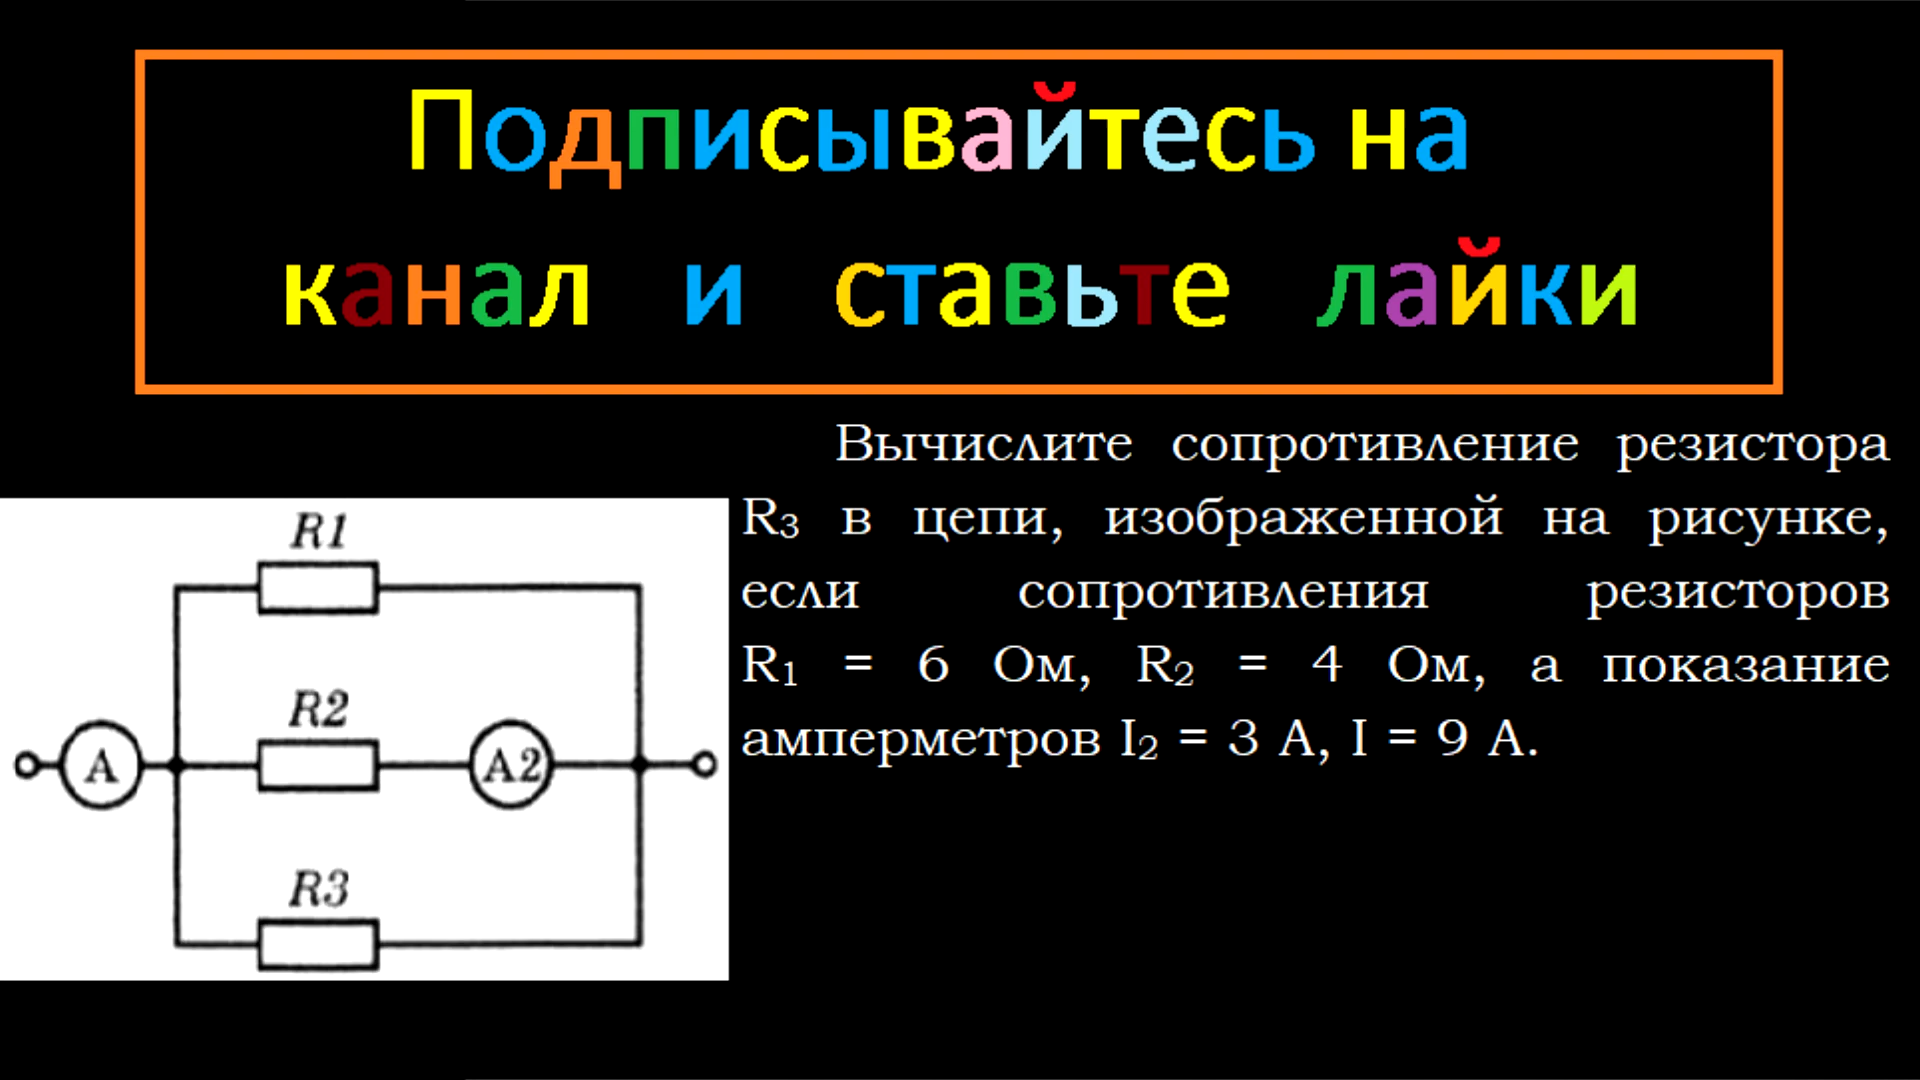 Подписывайтесь на
канал и ставьте лайки
Вычислите сопротивление резистора
R₃ в цепи, изображенной на рисунке,
если сопротивления резисторов
R₁ = 6 Ом, R₂ = 4 Ом, а показание
амперметров I₂ = 3 А, I = 9 А.
R1
R2
A
A2
R3